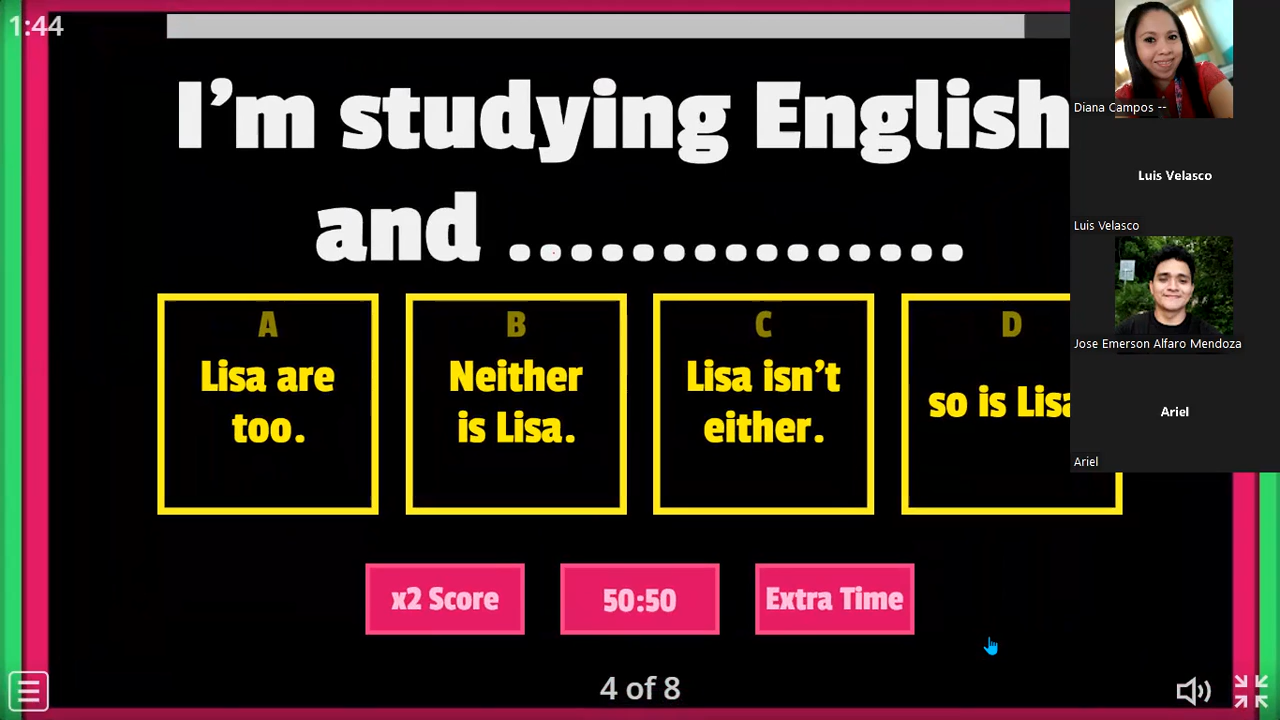 1:44
I'm studying English
and ...............
A
Lisa are
too.
B
Neither
is Lisa.
C
Lisa isn't
either.
D
so is Lisa
x2 Score
50:50
Extra Time
4 of 8
Diana Campos --
Luis Velasco
Luis Velasco
Jose Emerson Alfaro Mendoza
Ariel
Ariel